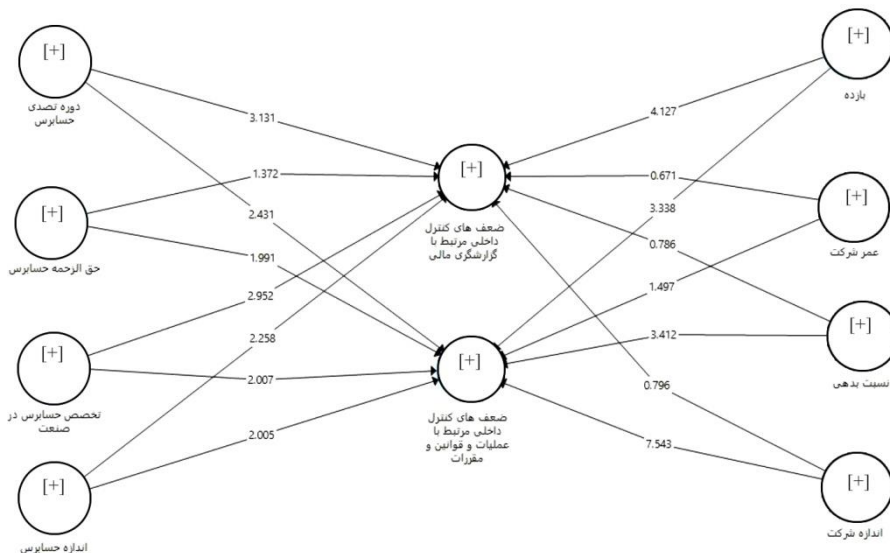 [+]
دوره تصدی
حسابرس
[+]
حق الزحمه حسابرس
[+]
تخصص حسابرس در
صنعت
[+]
اندازه حسابرس
3.131
1.372
2.431
1.991
2.952
2.258
2.007
2.005
[+]
ضعف های کنترل
داخلی مرتبط با
گزارشگری مالی
[+]
ضعف های کنترل
داخلی مرتبط با
عملیات و قوانین و
مقررات
4.127
0.671
3.338
0.786
1.497
3.412
0.796
7.543
[+]
بازده
[+]
عمر شرکت
[+]
نسبت بدهی
[+]
اندازه شرکت